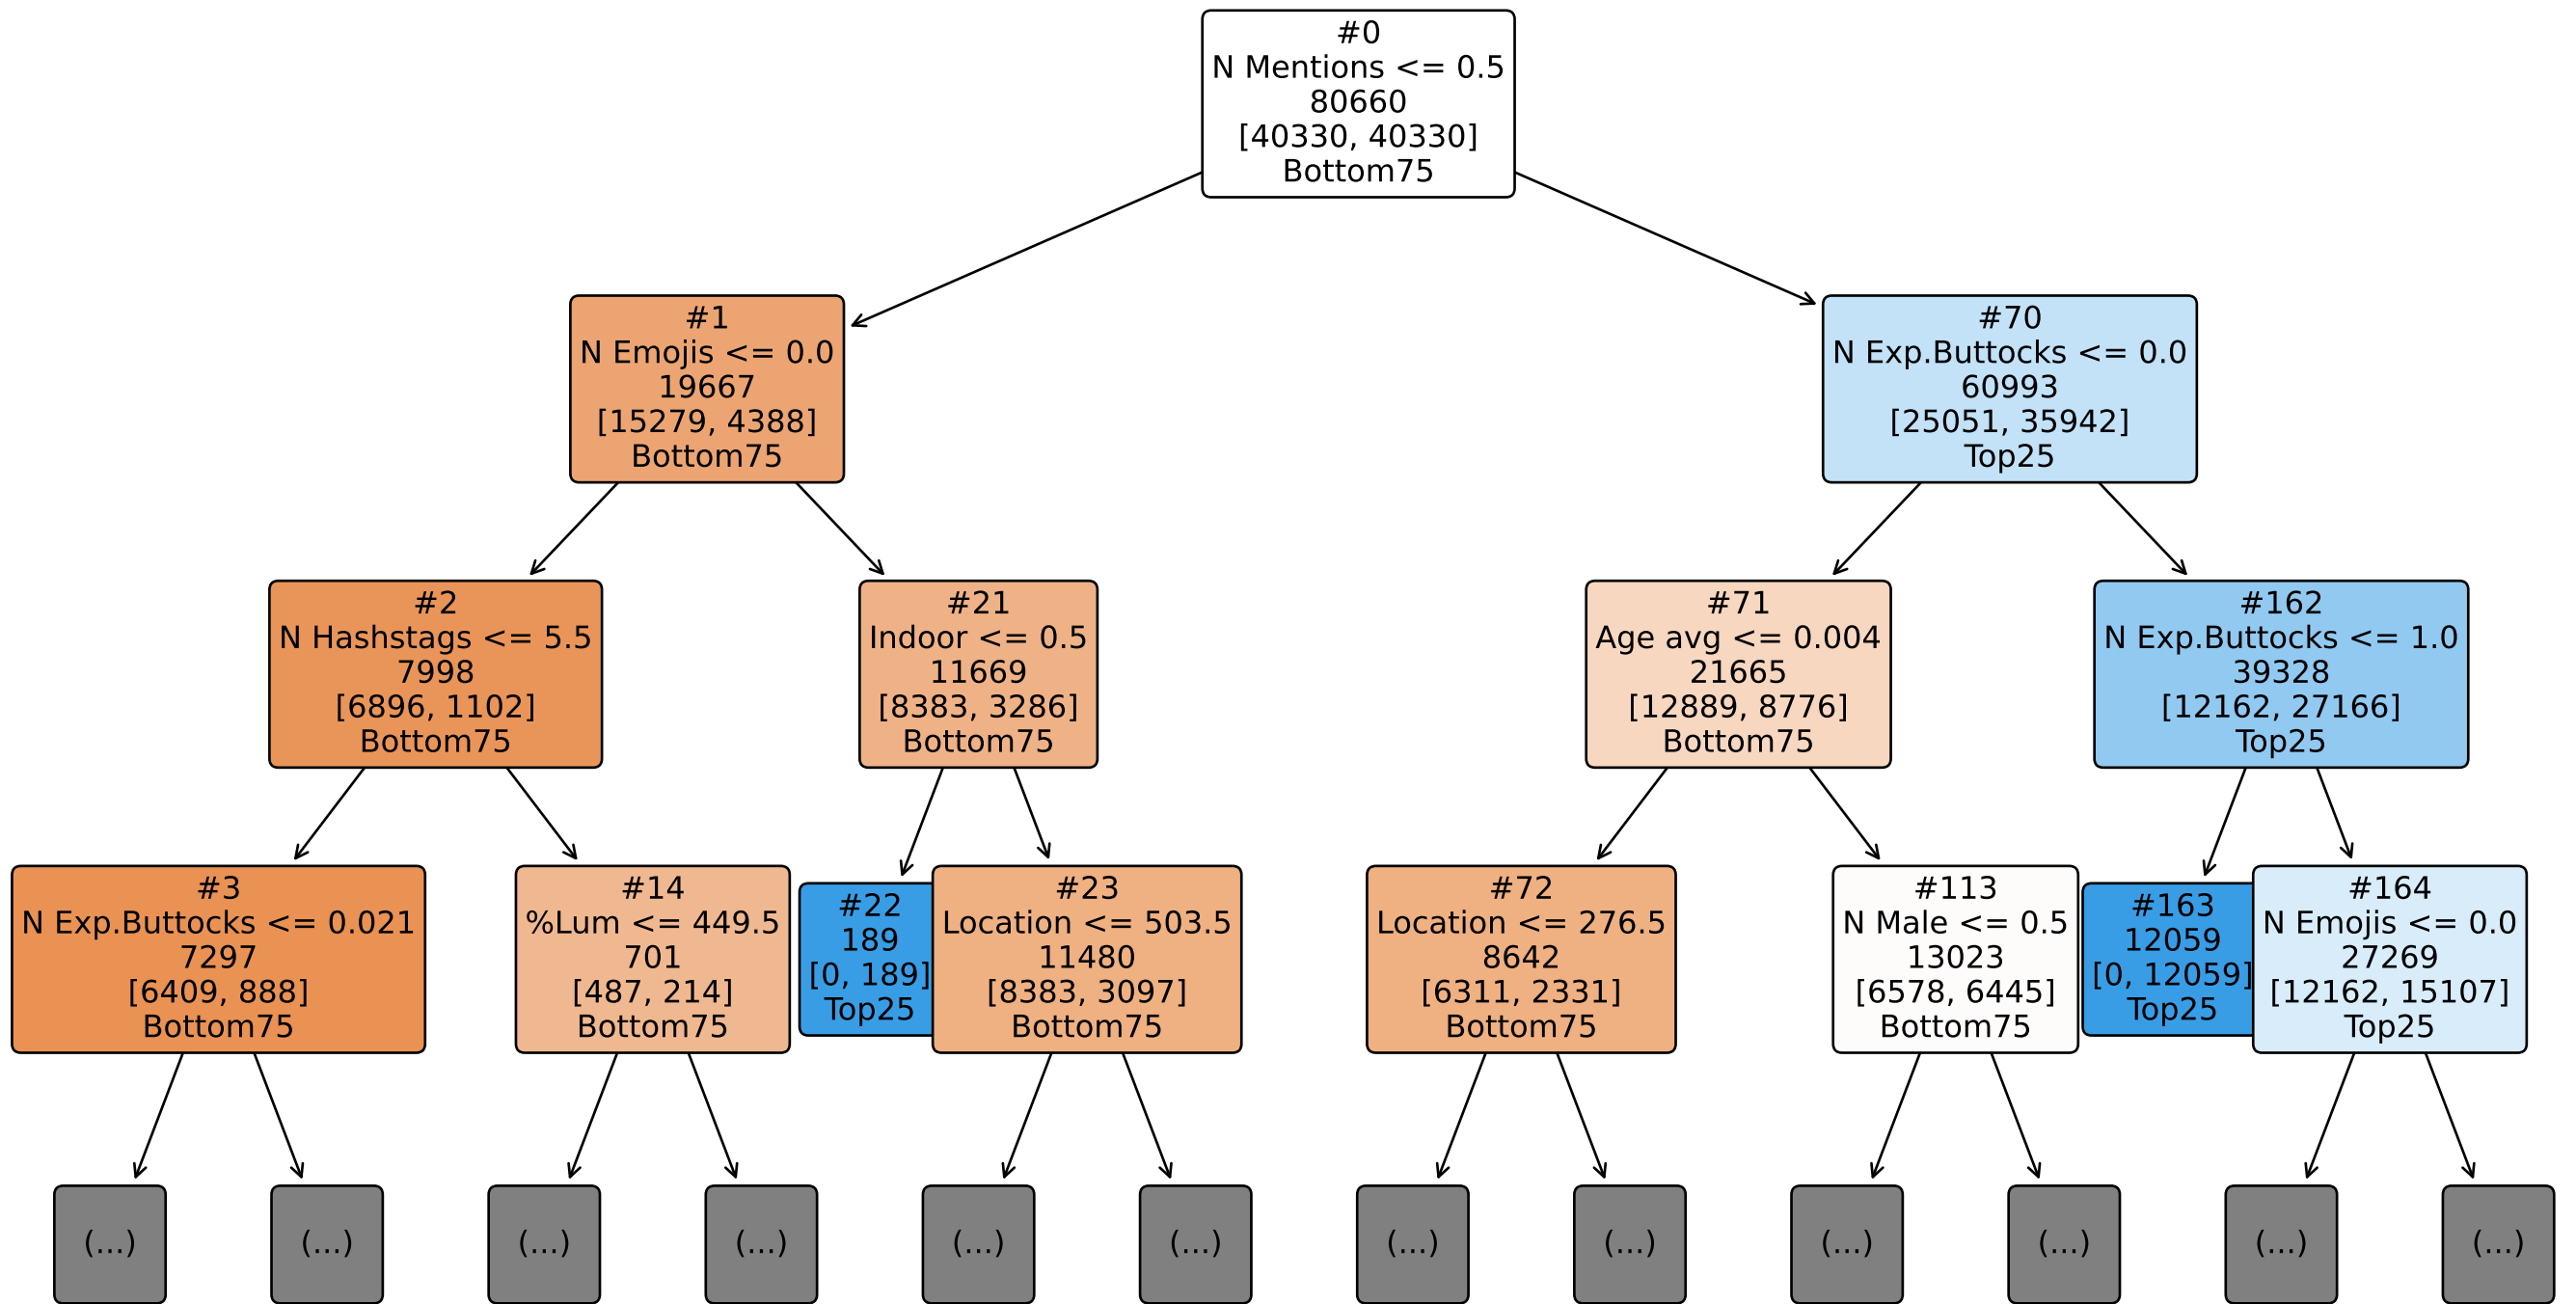 #0
N Mentions <= 0.5
80660
[40330, 40330]
Bottom75
#1
N Emojis <= 0.0
19667
[15279, 4388]
Bottom75
#70
N Exp.Buttocks <= 0.0
60993
[25051, 35942]
Top25
#2
N Hashstags <= 5.5
7998
[6896, 1102]
Bottom75
#21
Indoor <= 0.5
11669
[8383, 3286]
Bottom75
#71
Age avg <= 0.004
21665
[12889, 8776]
Bottom75
#162
N Exp.Buttocks <= 1.0
39328
[12162, 27166]
Top25
#3
N Exp.Buttocks <= 0.021
7297
[6409, 888]
Bottom75
#14
%Lum <= 449.5
701
[487, 214]
Bottom75
#22
189
[0, 189]
Top25
#23
Location <= 503.5
11480
[8383, 3097]
Bottom75
#72
Location <= 276.5
8642
[6311, 2331]
Bottom75
#113
N Male <= 0.5
13023
[6578, 6445]
Bottom75
#163
12059
[0, 12059]
Top25
#164
N Emojis <= 0.0
27269
[12162, 15107]
Top25
(...)
(...)
(...)
(...)
(...)
(...)
(...)
(...)
(...)
(...)
(...)
(...)